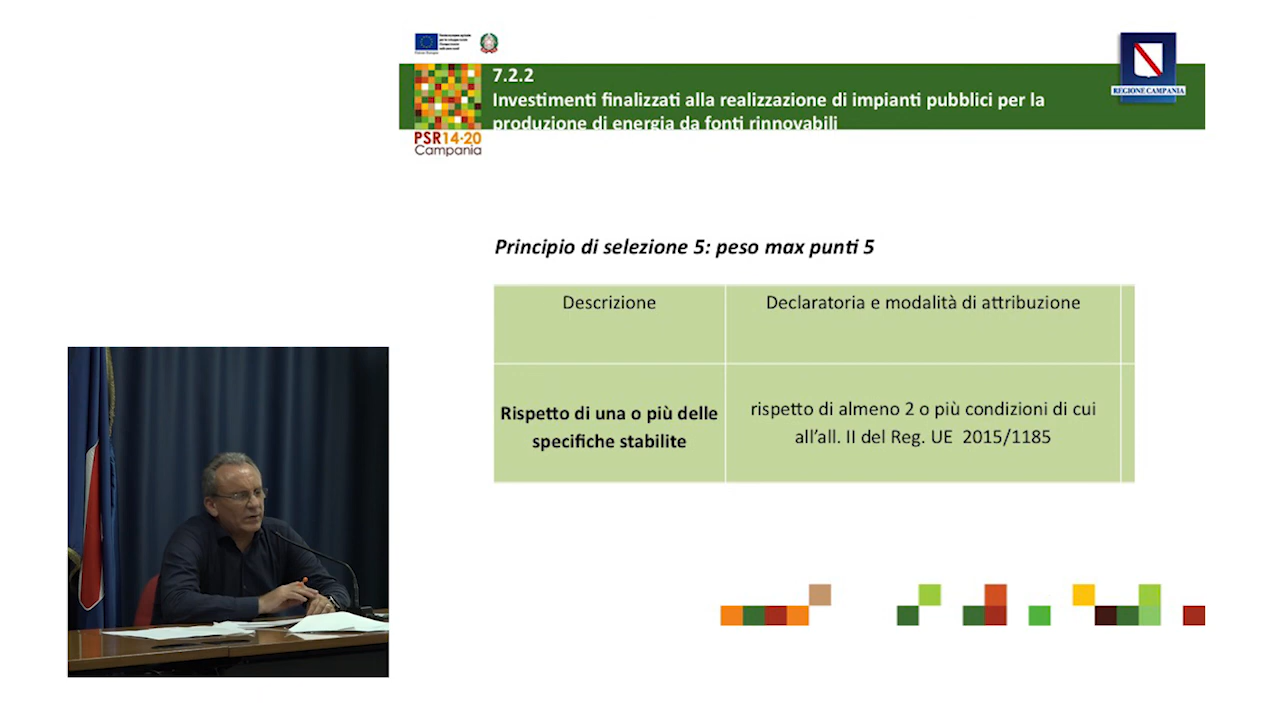 7.2.2
Investimenti finalizzati alla realizzazione di impianti pubblici per la
produzione di energia da fonti rinnovabili
REGIONE CAMPANIA
PSR14·20
Campania
Principio di selezione 5: peso max punti 5
Descrizione
Declaratoria e modalità di attribuzione
Rispetto di una o più delle
specifiche stabilite
rispetto di almeno 2 o più condizioni di cui
all’all. II del Reg. UE 2015/1185